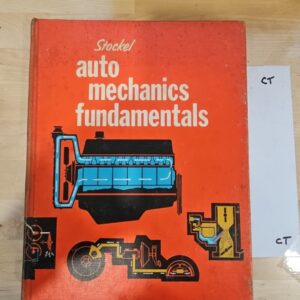 Stockel
auto
mechanics
fundamentals
CT
CT